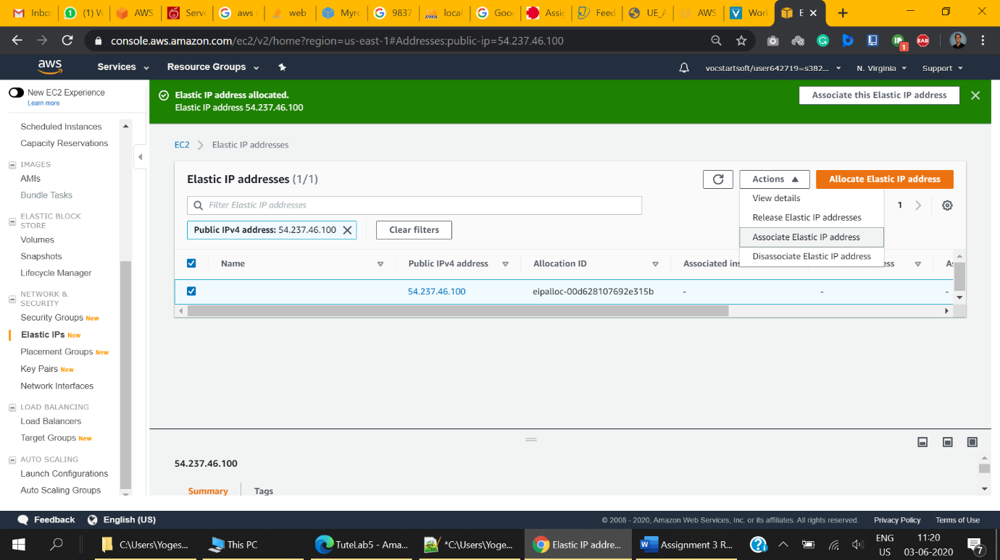 Inbo
(1) W
AWS
Serv
aws
web
Myrc
9837
local
Goo
Assig
Feed
UE_A
AWS
Wor
E
console.aws.amazon.com/ec2/v2/home?region=us-east-1#Addresses:public-ip=54.237.46.100
aws
Services
Resource Groups
vocstartsoft/user642719=s382...
N. Virginia
Support
New EC2 Experience
Learn more
Elastic IP address allocated.
Elastic IP address 54.237.46.100
Associate this Elastic IP address
Scheduled Instances
Capacity Reservations
IMAGES
AMIs
Bundle Tasks
ELASTIC BLOCK
STORE
Volumes
Snapshots
Lifecycle Manager
NETWORK &
SECURITY
Security Groups New
Elastic IPs New
Placement Groups New
Key Pairs New
Network Interfaces
LOAD BALANCING
Load Balancers
Target Groups New
AUTO SCALING
Launch Configurations
Auto Scaling Groups
EC2 > Elastic IP addresses
Elastic IP addresses (1/1)
Actions
Allocate Elastic IP address
Filter Elastic IP addresses
1
Public IPv4 address: 54.237.46.100
Clear filters
View details
Release Elastic IP addresses
Associate Elastic IP address
Disassociate Elastic IP address
Name
Public IPv4 address
Allocation ID
Associated ins
ess
As
54.237.46.100
eipalloc-00d628107692e315b
-
-
-
54.237.46.100
Summary
Tags
Feedback
English (US)
© 2008 - 2020, Amazon Web Services, Inc. or its affiliates. All rights reserved.
Privacy Policy
Terms of Use
C:\Users\Yoges...
This PC
TuteLab5 - Ama...
*C:\Users\Yoge...
Elastic IP addre...
Assignment 3 R...
ENG
US
11:20
03-06-2020
7